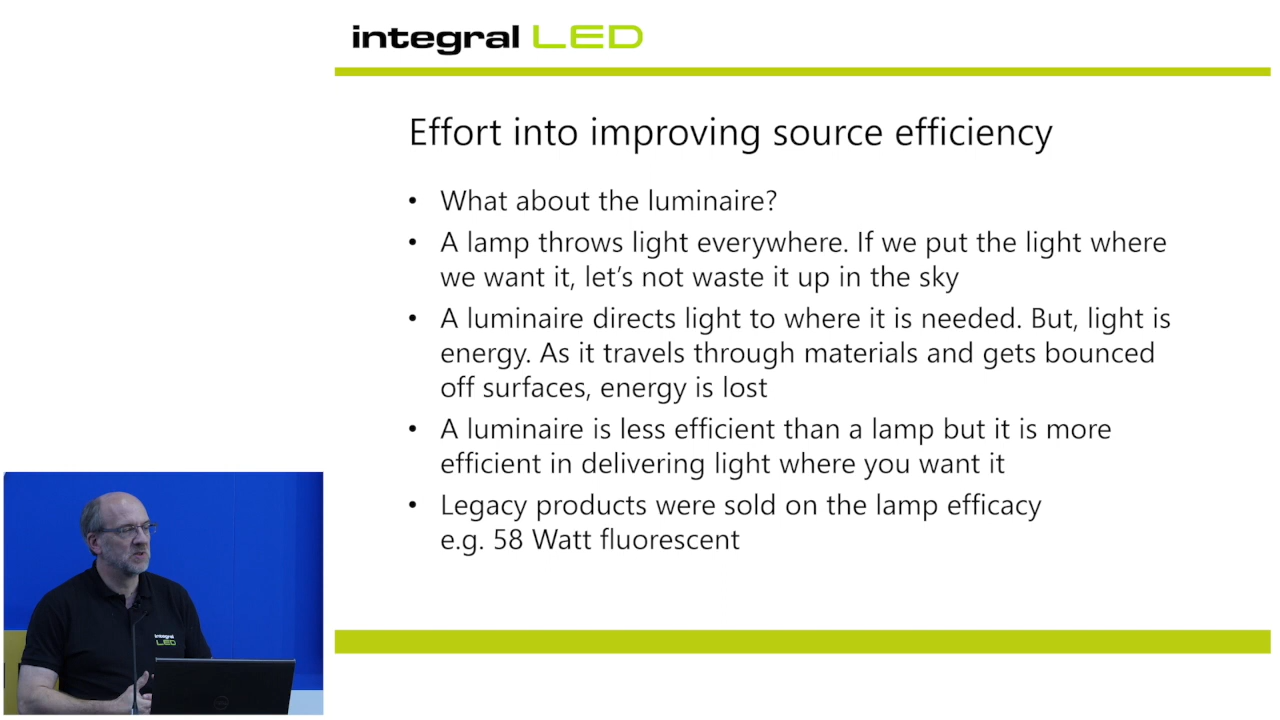 integral LED
Effort into improving source efficiency
• What about the luminaire?
• A lamp throws light everywhere. If we put the light where
we want it, let's not waste it up in the sky
• A luminaire directs light to where it is needed. But, light is
energy. As it travels through materials and gets bounced
off surfaces, energy is lost
• A luminaire is less efficient than a lamp but it is more
efficient in delivering light where you want it
• Legacy products were sold on the lamp efficacy
e.g. 58 Watt fluorescent
integral
LED